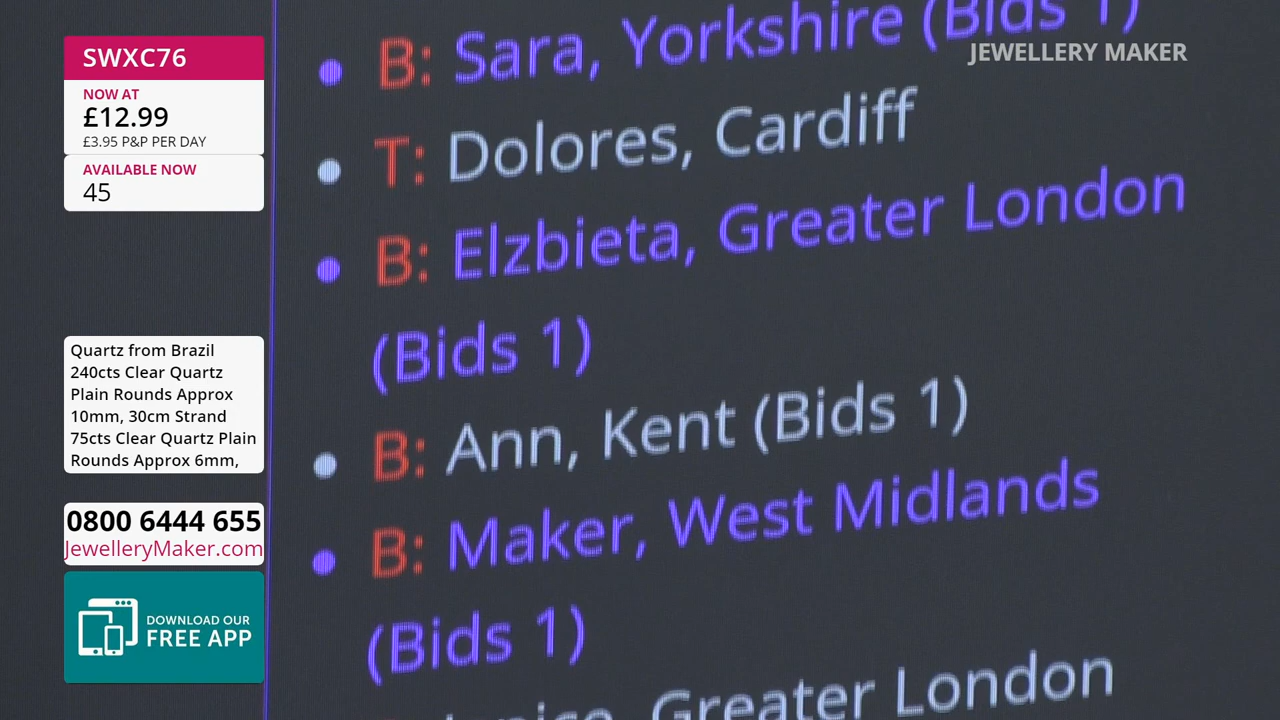 SWXC76
NOW AT
£12.99
£3.95 P&P PER DAY
AVAILABLE NOW
45
Quartz from Brazil
240cts Clear Quartz
Plain Rounds Approx
10mm, 30cm Strand
75cts Clear Quartz Plain
Rounds Approx 6mm,
0800 6444 655
JewelleryMaker.com
DOWNLOAD OUR
FREE APP
JEWELLERY MAKER
B: Sara, Yorkshire (Bids 1)
T: Dolores, Cardiff
B: Elzbieta, Greater London
(Bids 1)
B: Ann, Kent (Bids 1)
B: Maker, West Midlands
(Bids 1)
Greater London